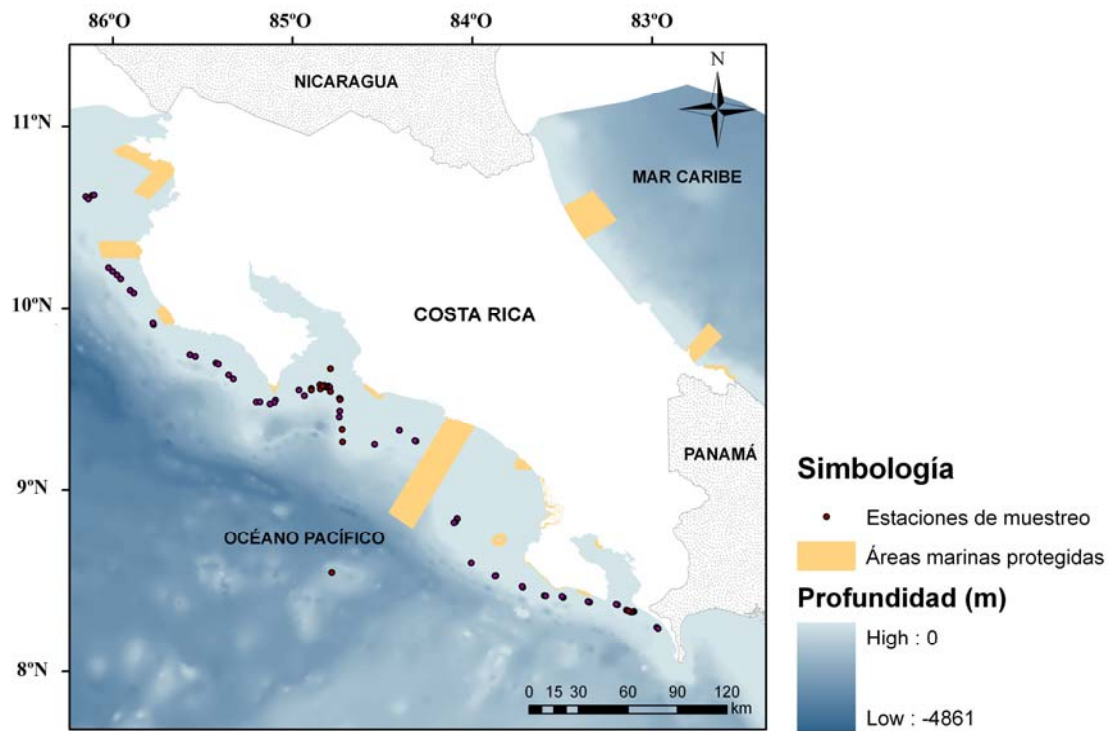 86ºO 85ºO 84ºO 83ºO
N
NICARAGUA
11ºN
MAR CARIBE
10ºN
COSTA RICA
PANAMÁ
9ºN
OCÉANO PACÍFICO
8ºN
0 15 30 60 90 120
km
Simbología
Estaciones de muestreo
Áreas marinas protegidas
Profundidad (m)
High : 0
Low : -4861